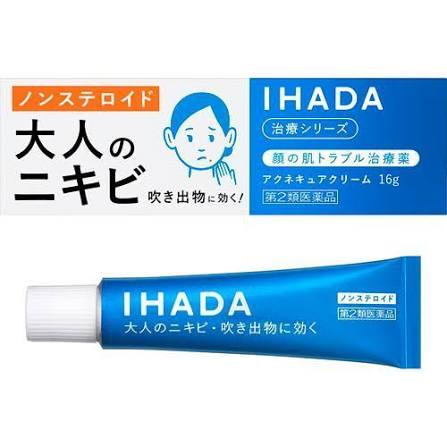 ノンステロイド
大人の
ニキビ
吹き出物に効く!
IHADA
治療シリーズ
顔の肌トラブル治療薬
アクネキュアクリーム 16g
第2類医薬品
IHADA
大人のニキビ・吹き出物に効く
ノンステロイド
第2類医薬品